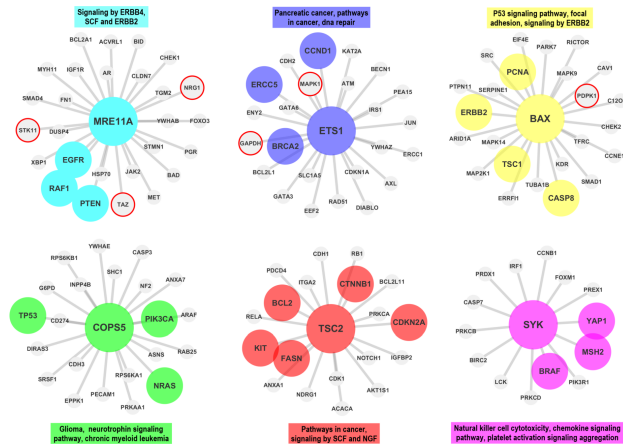 Signaling by ERBB4,
SCF and ERBB2
BCL2A1
ACVRL1
BID
CHEK1
MYH11
IGF1R
AR
CLDN7
TGM2
NRG1
SMAD4
FN1
MRE11A
YWHAB
FOXO3
STK11
DUSP4
STMN1
PGR
XBP1
EGFR
HSP70
JAK2
BAD
RAF1
PTEN
TAZ
MET
Pancreatic cancer, pathways
in cancer, dna repair
CCND1
KAT2A
CDH2
BECN1
ERCC5
MAPK1
ATM
PEA15
GATA6
IRS1
ENY2
ETS1
JUN
GAPDH
BRCA2
YWHAZ
ERCC1
BCL2L1
SLC1A5
CDKN1A
AXL
GATA3
RAD51
DIABLO
EEF2
P53 signaling pathway, focal
adhesion, signaling by ERBB2
EIF4E
PARK7
RICTOR
SRC
PCNA
MAPK9
CAV1
PTPN11
SERPINE1
PDPK1
ERBB2
BAX
CHEK2
ARID1A
MAPK14
TFRC
CCNE1
TSC1
KDR
MAP2K1
TUBA1B
SMAD1
ERRFI1
CASP8
YWHAE
RPS6KB1
SHC1
CASP3
G6PD
INPP4B
NF2
ANXA7
TP53
CD274
COPS5
PIK3CA
ARAF
DIRAS3
RAB25
CDH3
ASNS
SRSF1
RPS6KA1
NRAS
EPPK1
PECAM1
PRKAA1
Glioma, neurotrophin signaling
pathway, chronic myeloid leukemia
CDH1
RB1
PDCD4
ITGA2
CTNNB1
BCL2L11
BCL2
RELA
PRKCA
CDKN2A
TSC2
KIT
FASN
NOTCH1
IGFBP2
ANXA1
CDK1
NDRG1
AKT1S1
ACACA
Pathways in cancer,
signaling by SCF and NGF
CCNB1
PRDX1
IRF1
FOXM1
CASP7
PREX1
SYK
YAP1
PRKCB
MSH2
BIRC2
BRAF
LCK
PIK3R1
PRKCD
Natural killer cell cytotoxicity, chemokine signaling
pathway, platelet activation signaling aggregation